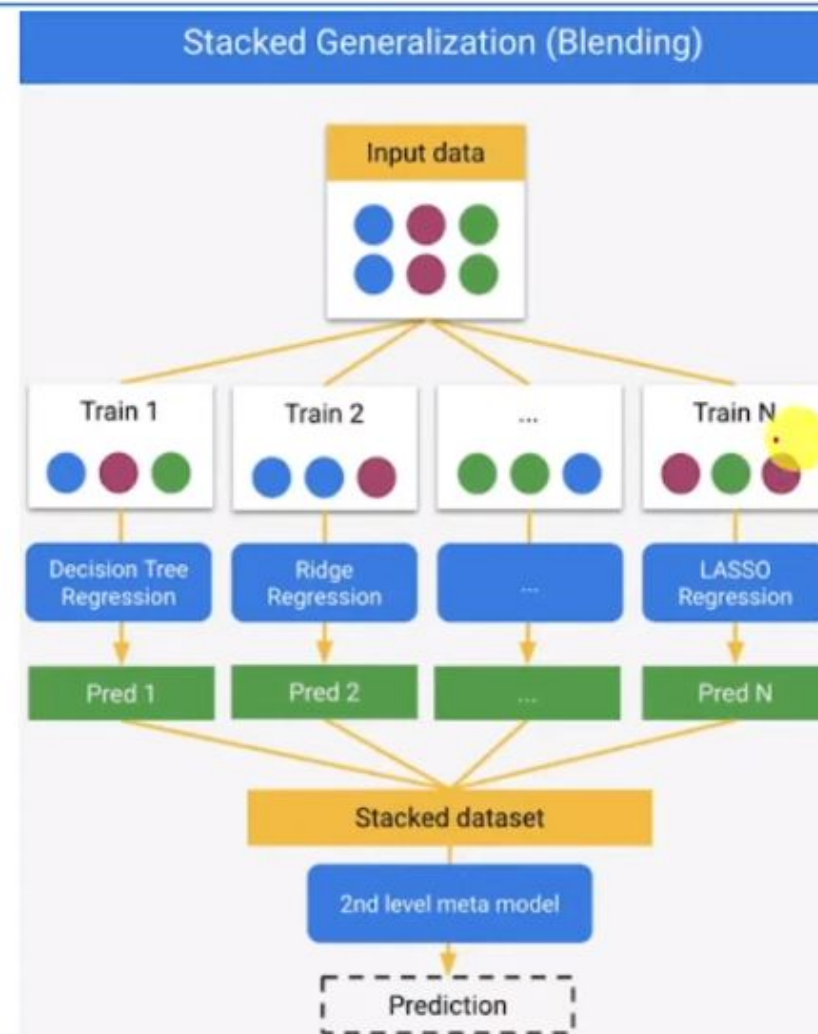 Stacked Generalization (Blending)
Input data
Train 1
Train 2
...
Train N
Decision Tree
Regression
Ridge
Regression
...
LASSO
Regression
Pred 1
Pred 2
...
Pred N
Stacked dataset
2nd level meta model
Prediction